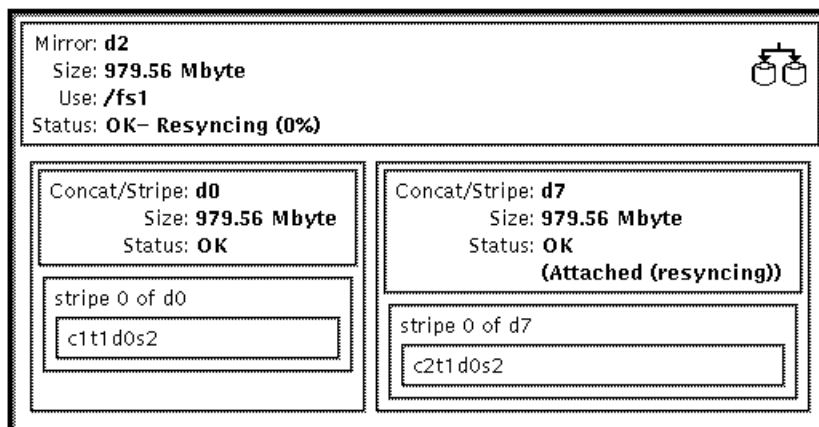 Mirror: d2
Size: 979.56 Mbyte
Use: /fs1
Status: OK– Resyncing (0%)
Concat/Stripe: d0
Size: 979.56 Mbyte
Status: OK
stripe 0 of d0
c1t1d0s2
Concat/Stripe: d7
Size: 979.56 Mbyte
Status: OK
(Attached (resyncing))
stripe 0 of d7
c2t1d0s2